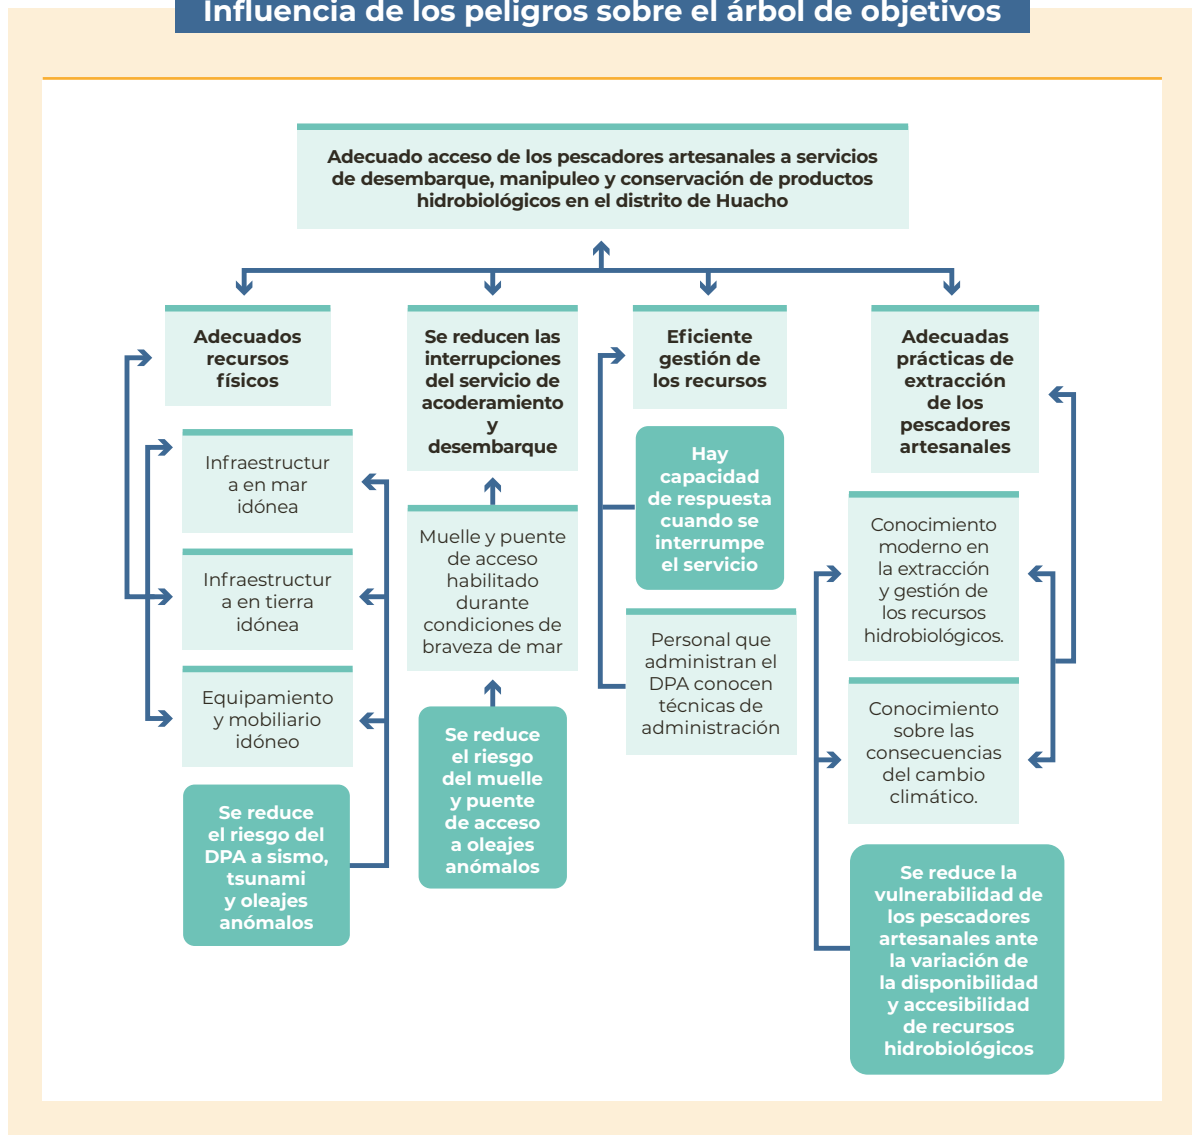 Influencia de los peligros sobre el árbol de objetivos
Adecuado acceso de los pescadores artesanales a servicios
de desembarque, manipuleo y conservación de productos
hidrobiológicos en el distrito de Huacho
Adecuados
recursos
físicos
Infraestructur
a en mar
idónea
Infraestructur
a en tierra
idónea
Equipamiento
y mobiliario
idóneo
Se reduce
el riesgo del
DPA a sismo,
tsunami
y oleajes
anómalos
Se reducen las
interrupciones
del servicio de
acoderamiento
y
desembarque
Muelle y puente
de acceso
habilitado
durante
condiciones de
braveza de mar
Se reduce
el riesgo
del muelle
y puente
de acceso
a oleajes
anómalos
Eficiente
gestión de
los recursos
Hay
capacidad
de respuesta
cuando se
interrumpe
el servicio
Personal que
administran el
DPA conocen
técnicas de
administración
Adecuadas
prácticas de
extracción
de los
pescadores
artesanales
Conocimiento
moderno en
la extracción
y gestión de
los recursos
hidrobiológicos.
Conocimiento
sobre las
consecuencias
del cambio
climático.
Se reduce la
vulnerabilidad de
los pescadores
artesanales ante
la variación de
la disponibilidad
y accesibilidad
de recursos
hidrobiológicos